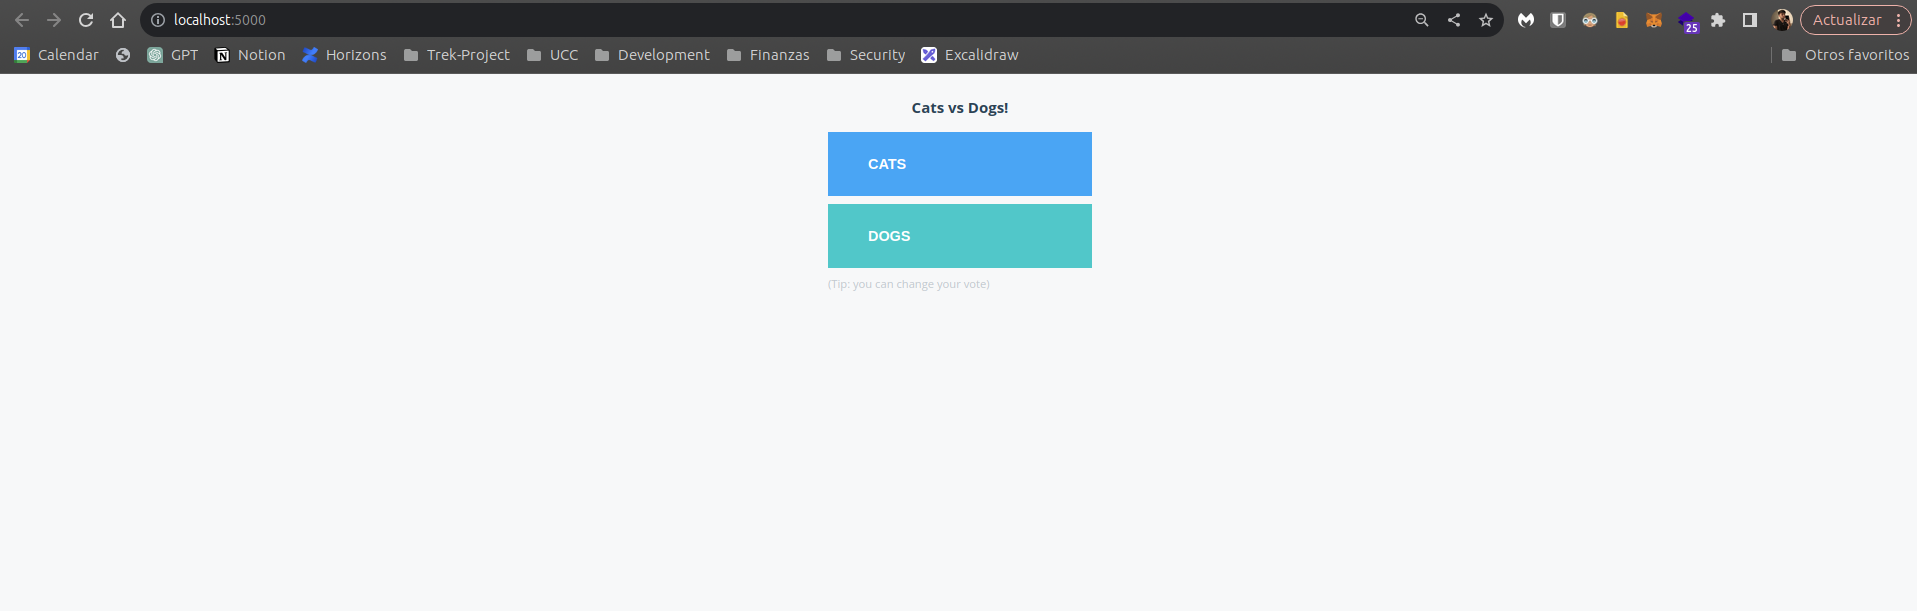 localhost:5000
25
Actualizar
20 Calendar GPT Notion Horizons Trek-Project UCC Development Finanzas Security Excalidraw Otros favoritos
Cats vs Dogs!
CATS
DOGS
(Tip: you can change your vote)